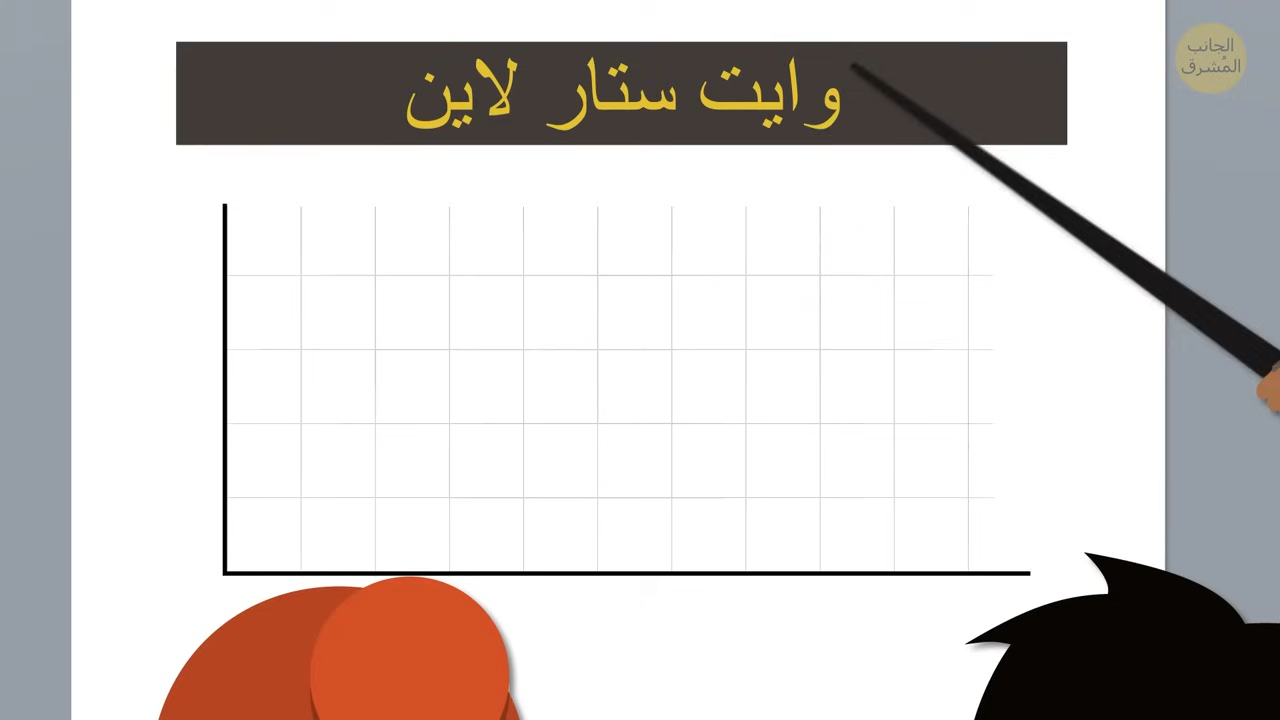 وايت ستار لاين
الجانب
المُشرق